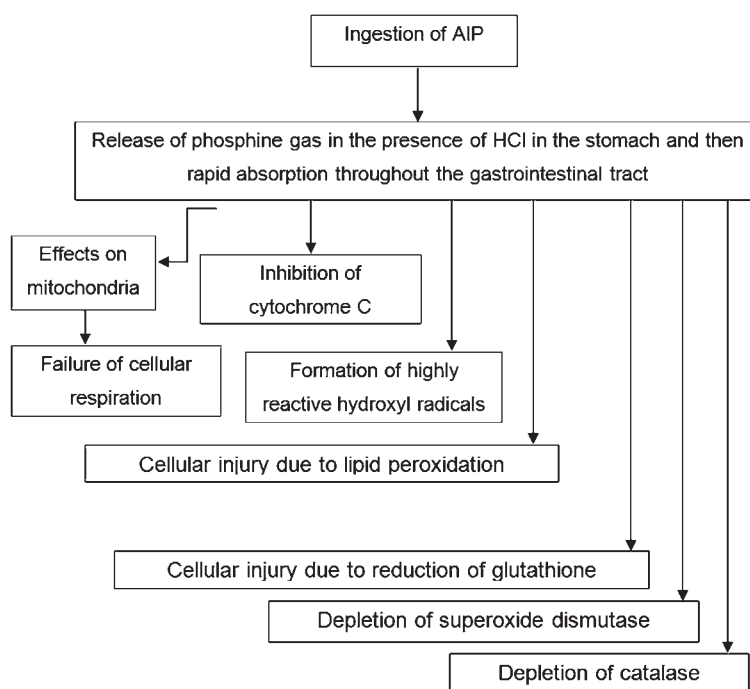 Ingestion of AIP
Release of phosphine gas in the presence of HCl in the stomach and then
rapid absorption throughout the gastrointestinal tract
Effects on
mitochondria
Inhibition of
cytochrome C
Failure of cellular
respiration
Formation of highly
reactive hydroxyl radicals
Cellular injury due to lipid peroxidation
Cellular injury due to reduction of glutathione
Depletion of superoxide dismutase
Depletion of catalase